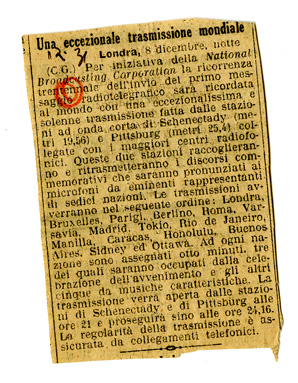 Una eccezionale trasmissione mondiale
Londra, 8 dicembre, notte
(C. G.) Per iniziativa della National
Broadcasting Corporation la ricorrenza
trentennale dell'invio del primo mes-
saggio radiotelegrafico sarà ricordata
al mondo con una eccezionalissima e
solenne trasmissione fatta dalle stazio-
ni ad onda corta di Schenectady (me-
tri 19,56) o Pittsburg (metri 25,4) col-
legate con i maggiori centri radiofo-
nici. Queste due stazioni raccoglieran-
no e ritrasmetteranno i discorsi com-
memorativi che saranno pronunziati ai
microfoni da eminenti rappresentanti
di sedici nazioni. Le trasmissioni av-
verranno nel seguente ordine: Londra,
Bruxelles, Parigi, Berlino, Roma, Var-
savia, Madrid, Tokio, Rio de Janeiro,
Manilla, Caracas, Honolulu, Buenos
Aires, Sidney ed Ottawa. Ad ogni na-
zione sono assegnati otto minuti tre
dei quali saranno occupati dalla cele-
brazione dell'avvenimento e gli altri
cinque da musiche caratteristiche. La
trasmissione verrà aperta dalle stazio-
ni di Schenectady e di Pittsburg alle
ore 21 e proseguirà sino alle ore 24,16.
La regolarità della trasmissione è as-
sicurata da collegamenti telefonici.